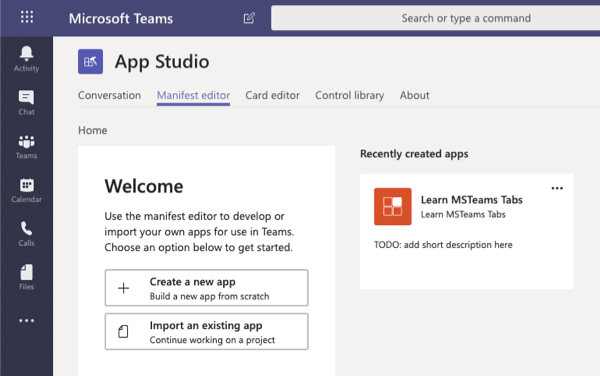 Microsoft Teams
Search or type a command
Activity
Chat
Teams
Calendar
Calls
Files
App Studio
Conversation
Manifest editor
Card editor
Control library
About
Home
Welcome
Use the manifest editor to develop or
import your own apps for use in Teams.
Choose an option below to get started.
Create a new app
Build a new app from scratch
Import an existing app
Continue working on a project
Recently created apps
Learn MSTeams Tabs
Learn MSTeams Tabs
TODO: add short description here